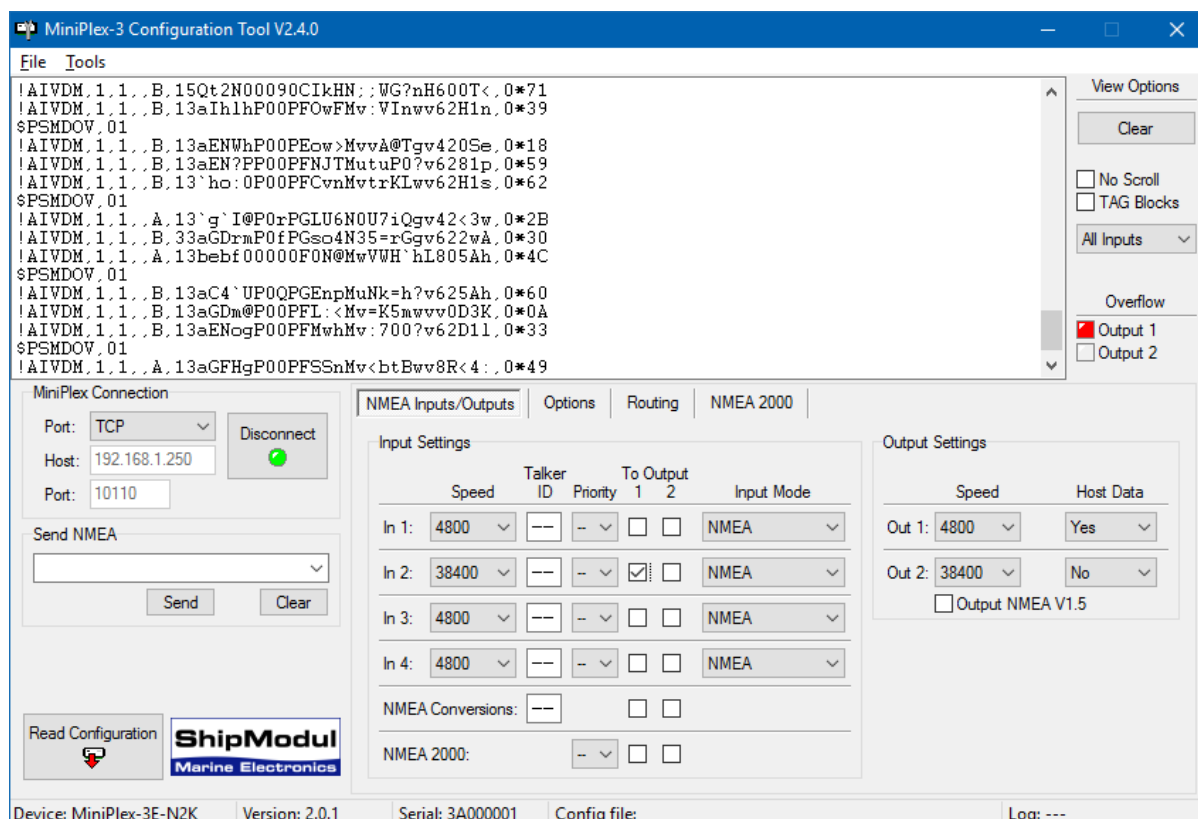 MiniPlex-3 Configuration Tool V2.4.0
File Tools
!AIVDM,1,1,,B,15Qt2N00090CIkHN;;WG?nH600T<,0*71
!AIVDM,1,1,,B,13aIhlhP00PFOwFMv:VInwv62H1n,0*39
$PSMDOV,01
!AIVDM,1,1,,B,13aENWhP00PEow>MvvA@Tgv420Se,0*18
!AIVDM,1,1,,B,13aEN?PP00PFNJTMutuP0?v6281p,0*59
!AIVDM,1,1,,B,13`ho:0P00PFCvnMvtrKLwv62H1s,0*62
$PSMDOV,01
!AIVDM,1,1,,A,13`g`I@P0rPGLU6N0U7iQgv42<3w,0*2B
!AIVDM,1,1,,B,33aGDrmP0fPGso4N35=rGgv622wA,0*30
!AIVDM,1,1,,A,13bebf00000F0N@MwVWH`hL805Ah,0*4C
$PSMDOV,01
!AIVDM,1,1,,B,13aC4`UP0QPGEnpMuNk=h?v625Ah,0*60
!AIVDM,1,1,,B,13aGDm@P00PFL:<Mv=K5mwvv0D3K,0*0A
!AIVDM,1,1,,B,13aENogP00PFMwhMv:700?v62D1l,0*33
$PSMDOV,01
!AIVDM,1,1,,A,13aGFHgP00PFSSnMv<btBwv8R<4:,0*49
View Options
Clear
No Scroll
TAG Blocks
All Inputs
Overflow
Output 1
Output 2
MiniPlex Connection
Port: TCP
Disconnect
Host: 192.168.1.250
Port: 10110
Send NMEA
Send Clear
Read Configuration
ShipModul
Marine Electronics
NMEA Inputs/Outputs Options Routing NMEA 2000
Input Settings
Talker To Output
Speed ID Priority 1 2 Input Mode
In 1: 4800 -- -- NMEA
In 2: 38400 -- -- NMEA
In 3: 4800 -- -- NMEA
In 4: 4800 -- -- NMEA
NMEA Conversions: --
NMEA 2000: --
Output Settings
Speed Host Data
Out 1: 4800 Yes
Out 2: 38400 No
Output NMEA V1.5
Device: MiniPlex-3E-N2K Version: 2.0.1 Serial: 3A000001 Config file: Log: ---